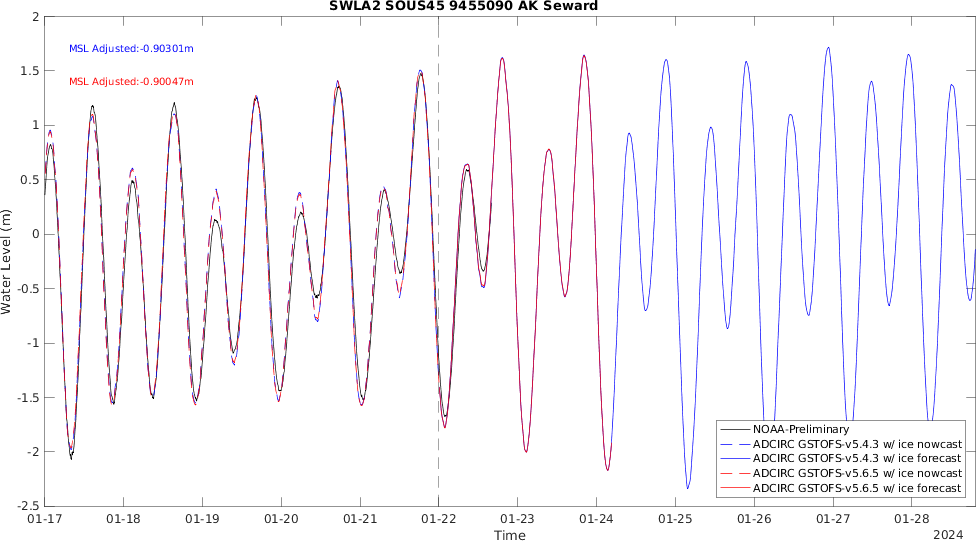 SWLA2 SOUS45 9455090 AK Seward
MSL Adjusted:-0.90301m
MSL Adjusted:-0.90047m
Water Level (m)
2
1.5
1
0.5
0
-0.5
-1
-1.5
-2
-2.5
NOAA-Preliminary
ADCIRC GSTOFS-v5.4.3 w/ ice nowcast
ADCIRC GSTOFS-v5.4.3 w/ ice forecast
ADCIRC GSTOFS-v5.6.5 w/ ice nowcast
ADCIRC GSTOFS-v5.6.5 w/ ice forecast
01-17 01-18 01-19 01-20 01-21 01-22 01-23 01-24 01-25 01-26 01-27 01-28
Time
2024